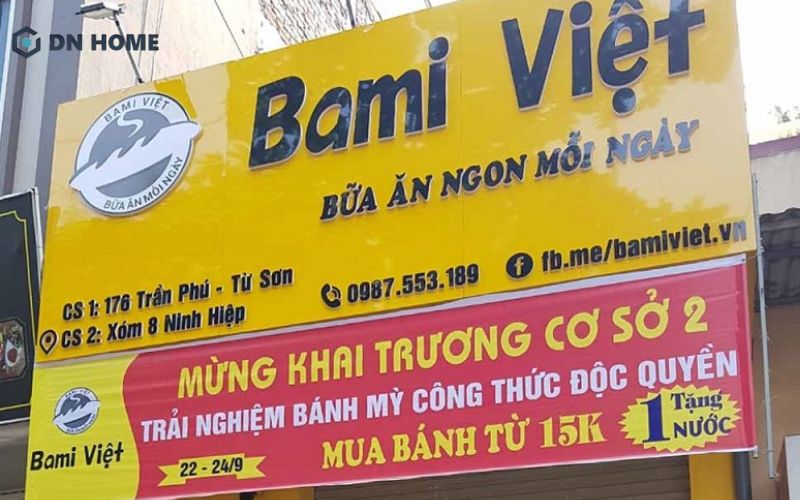 DN HOME
Bami Việt
BAMI VIỆT
BỮA ĂN MỖI NGÀY
BỮA ĂN NGON MỖI NGÀY
CS 1: 176 Trần Phú - Từ Sơn
CS 2: Xóm 8 Ninh Hiệp
0987.553.189
fb.me/bamiviet.vn
MỪNG KHAI TRƯƠNG CƠ SỞ 2
TRẢI NGHIỆM BÁNH MỲ CÔNG THỨC ĐỘC QUYỀN
Bami Việt
22 - 24/9
MUA BÁNH TỪ 15K
Tặng
1 NƯỚC